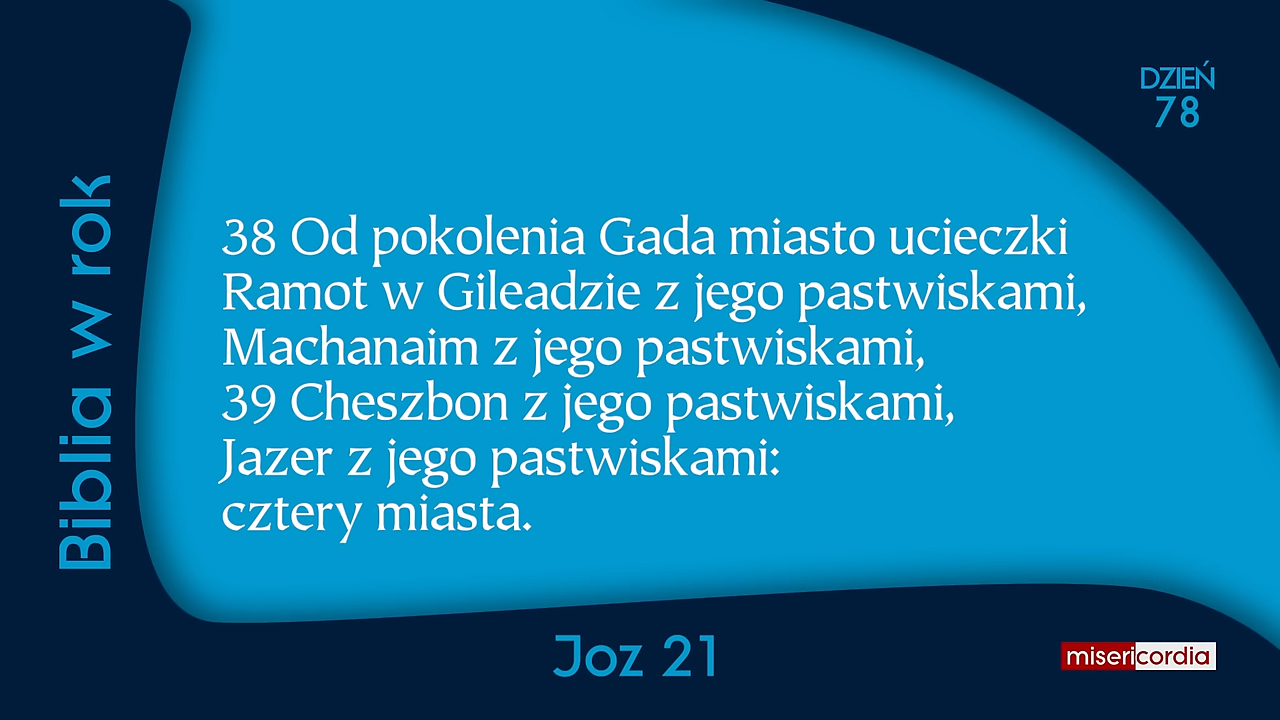 DZIEŃ
78
Biblia w rok
38 Od pokolenia Gada miasto ucieczki
Ramot w Gileadzie z jego pastwiskami,
Machanaim z jego pastwiskami,
39 Cheszbon z jego pastwiskami,
Jazer z jego pastwiskami:
cztery miasta.
Joz 21
misericordia